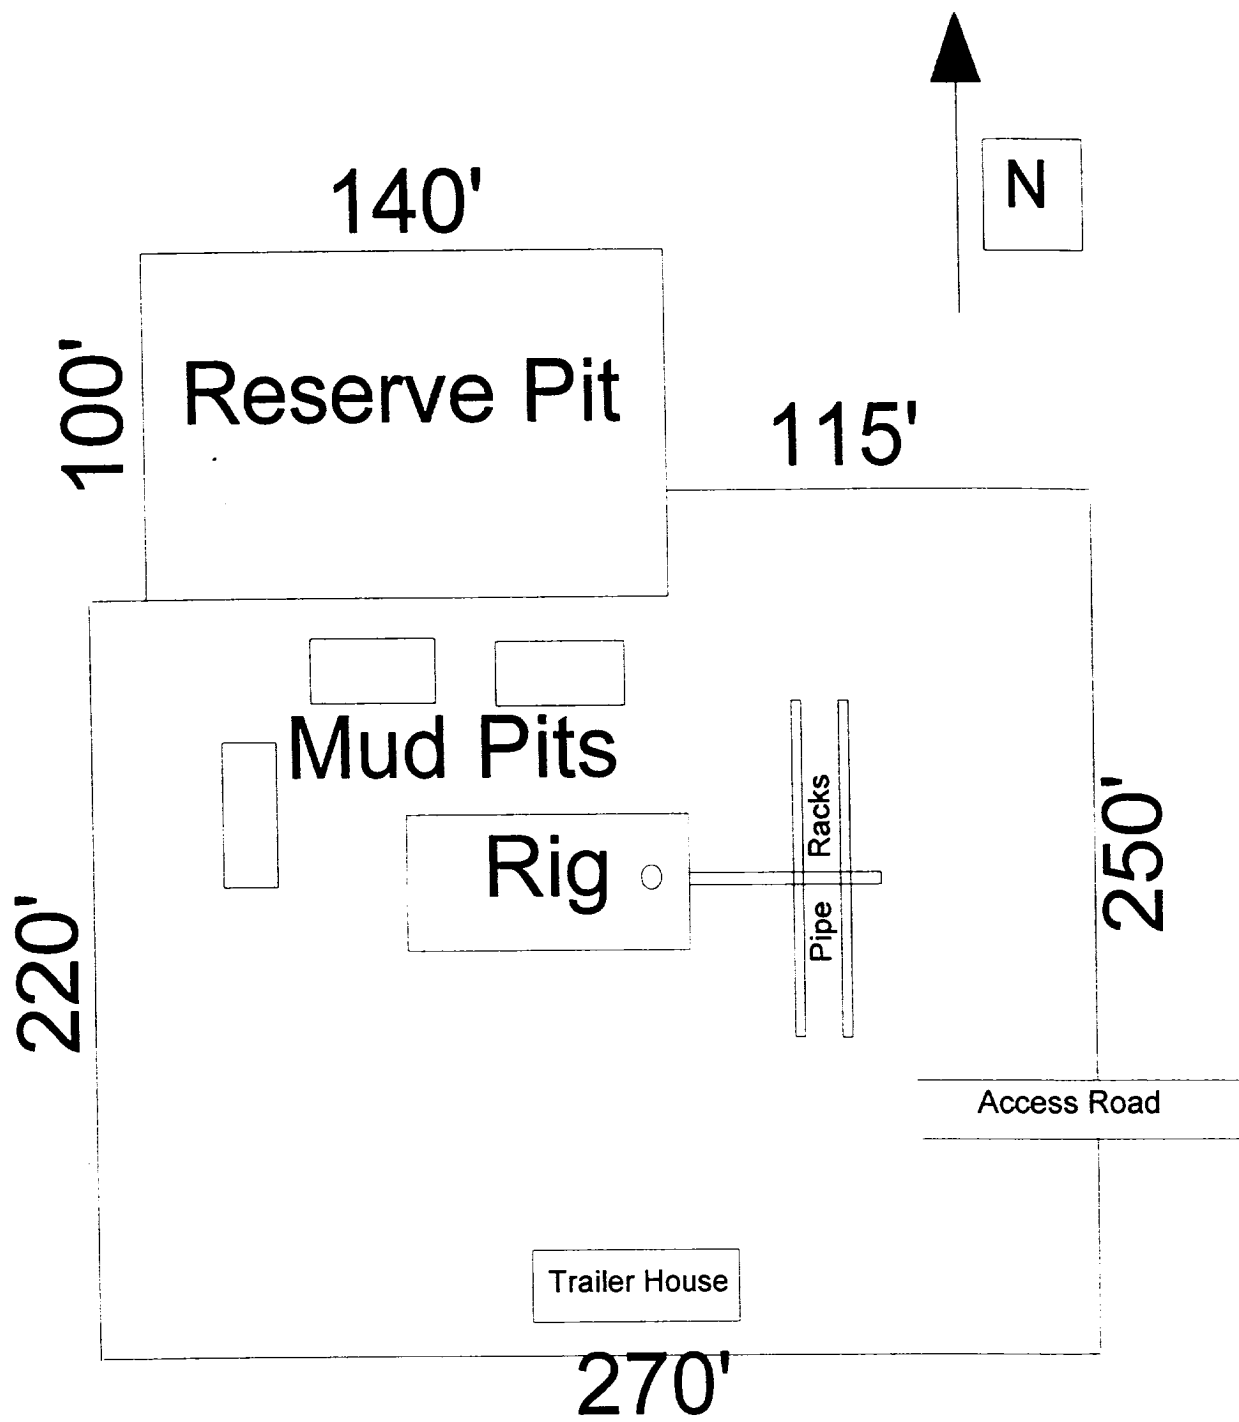 N
140'
Reserve Pit
100'
115'
Mud Pits
Rig
Pipe Racks
250'
220'
Access Road
Trailer House
270'